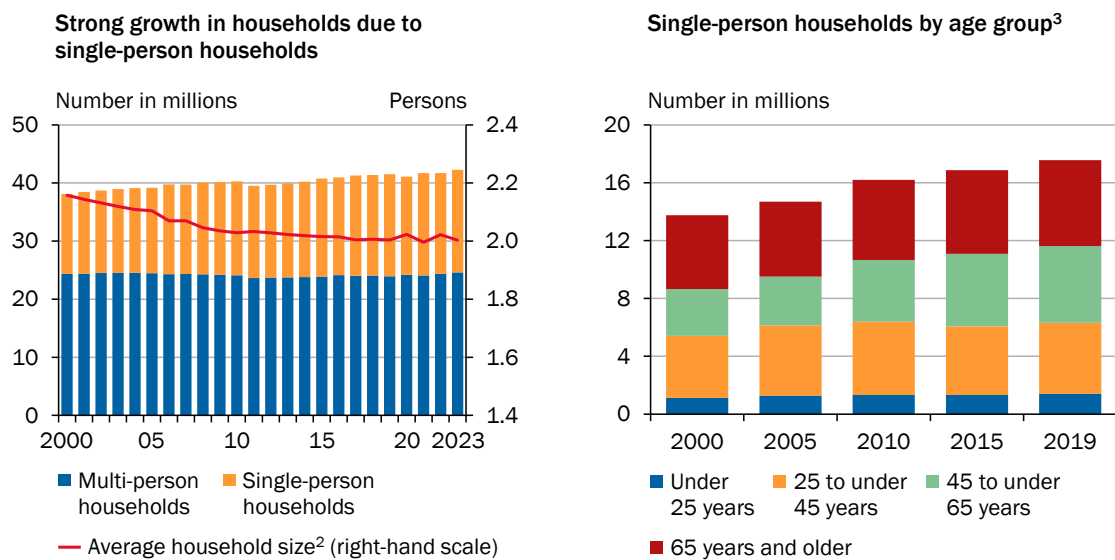 Strong growth in households due to
single-person households
Number in millions Persons
50 2.4
40 2.2
30 2.0
20 1.8
10 1.6
0 1.4
2000 05 10 15 20 2023
Multi-person households Single-person households
Average household size² (right-hand scale)
Single-person households by age group³
Number in millions
20
16
12
8
4
0
2000 2005 2010 2015 2019
Under 25 years 25 to under 45 years 45 to under 65 years
65 years and older